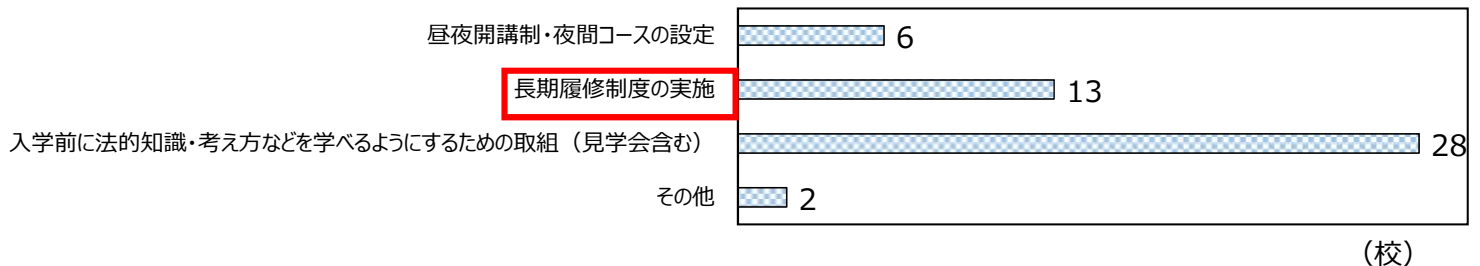 昼夜開講制・夜間コースの設定
6
長期履修制度の実施
13
入学前に法的知識・考え方などを学べるようにするための取組（見学会含む）
28
その他
2
（校）